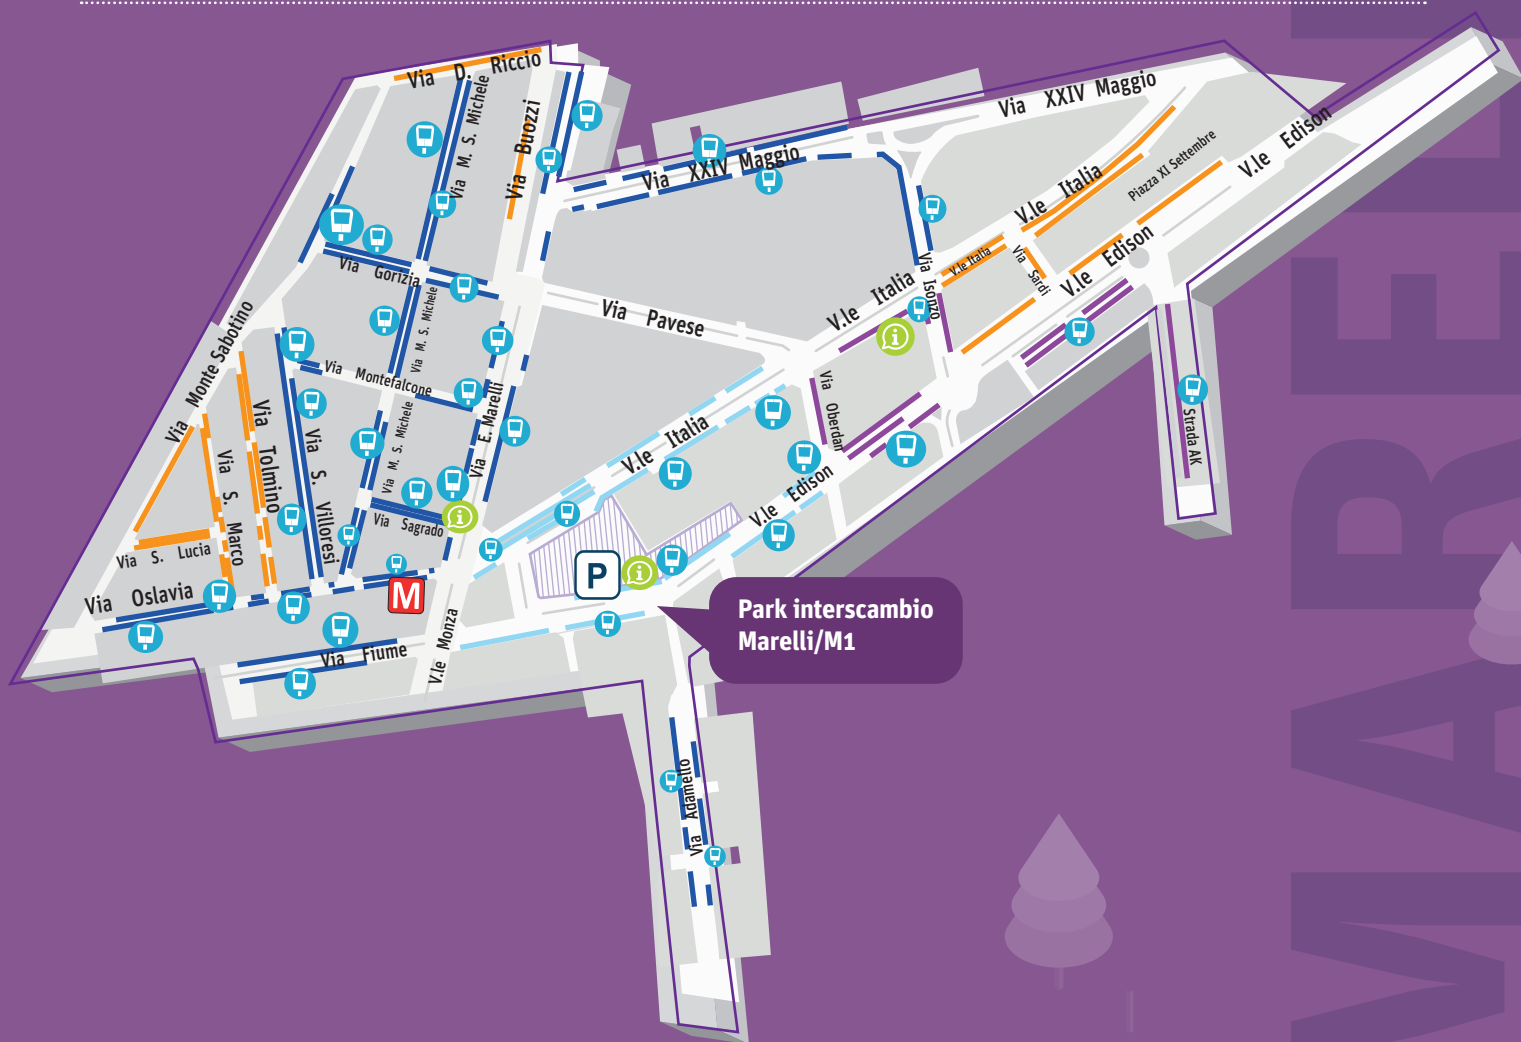 Via D. Riccio
Via M. S. Michele
Via Buozzi
Via XXIV Maggio
Via XXIV Maggio
V.le Edison
Piazza XI Settembre
V.le Italia
V.le Edison
V.le Italia
Via Sardi
Via Isonzo
V.le Italia
Via Gorizia
Via M. S. Michele
Via Pavese
Via Monte Sabotino
Via Montefalcone
Via Oberdan
Via Tolmino
Via S. Villoresi
Via M. S. Michele
Via E. Marelli
V.le Italia
Strada AK
Via S. Marco
V.le Edison
Via Sagrado
i
i
i
Via S. Lucia
P
M
Via Oslavia
Park interscambio
Marelli/M1
V.le Monza
Via Fiume
Via Adamello
Via
MARELLI